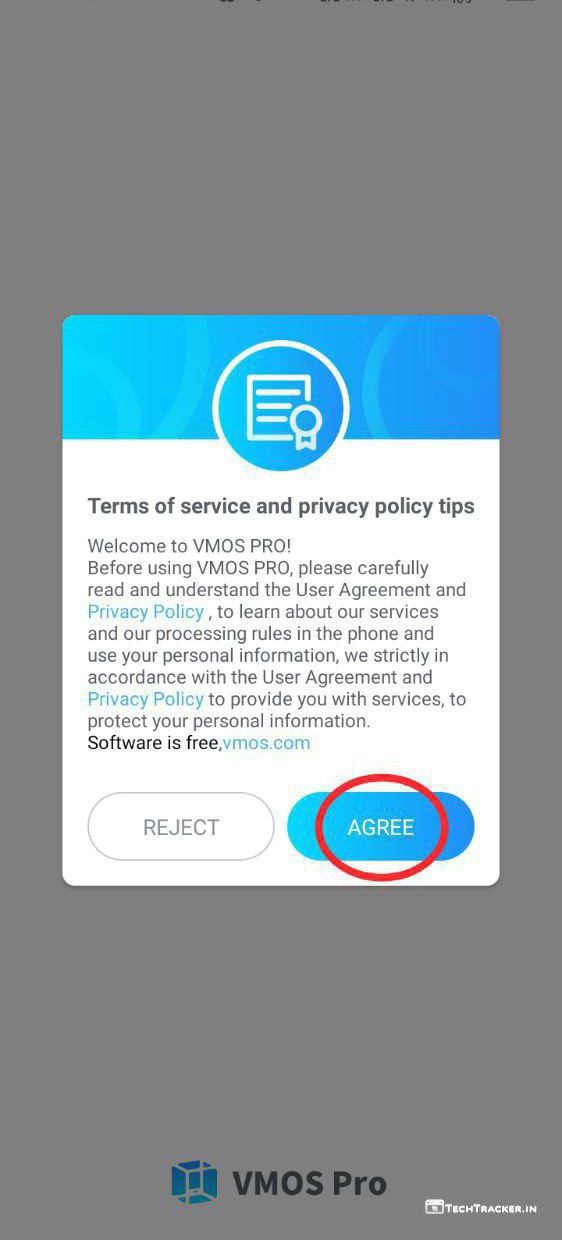 Terms of service and privacy policy tips
Welcome to VMOS PRO!
Before using VMOS PRO, please carefully
read and understand the User Agreement and
Privacy Policy , to learn about our services
and our processing rules in the phone and
use your personal information, we strictly in
accordance with the User Agreement and
Privacy Policy to provide you with services, to
protect your personal information.
Software is free,vmos.com
REJECT
AGREE
VMOS Pro
TECHTRACKER.IN